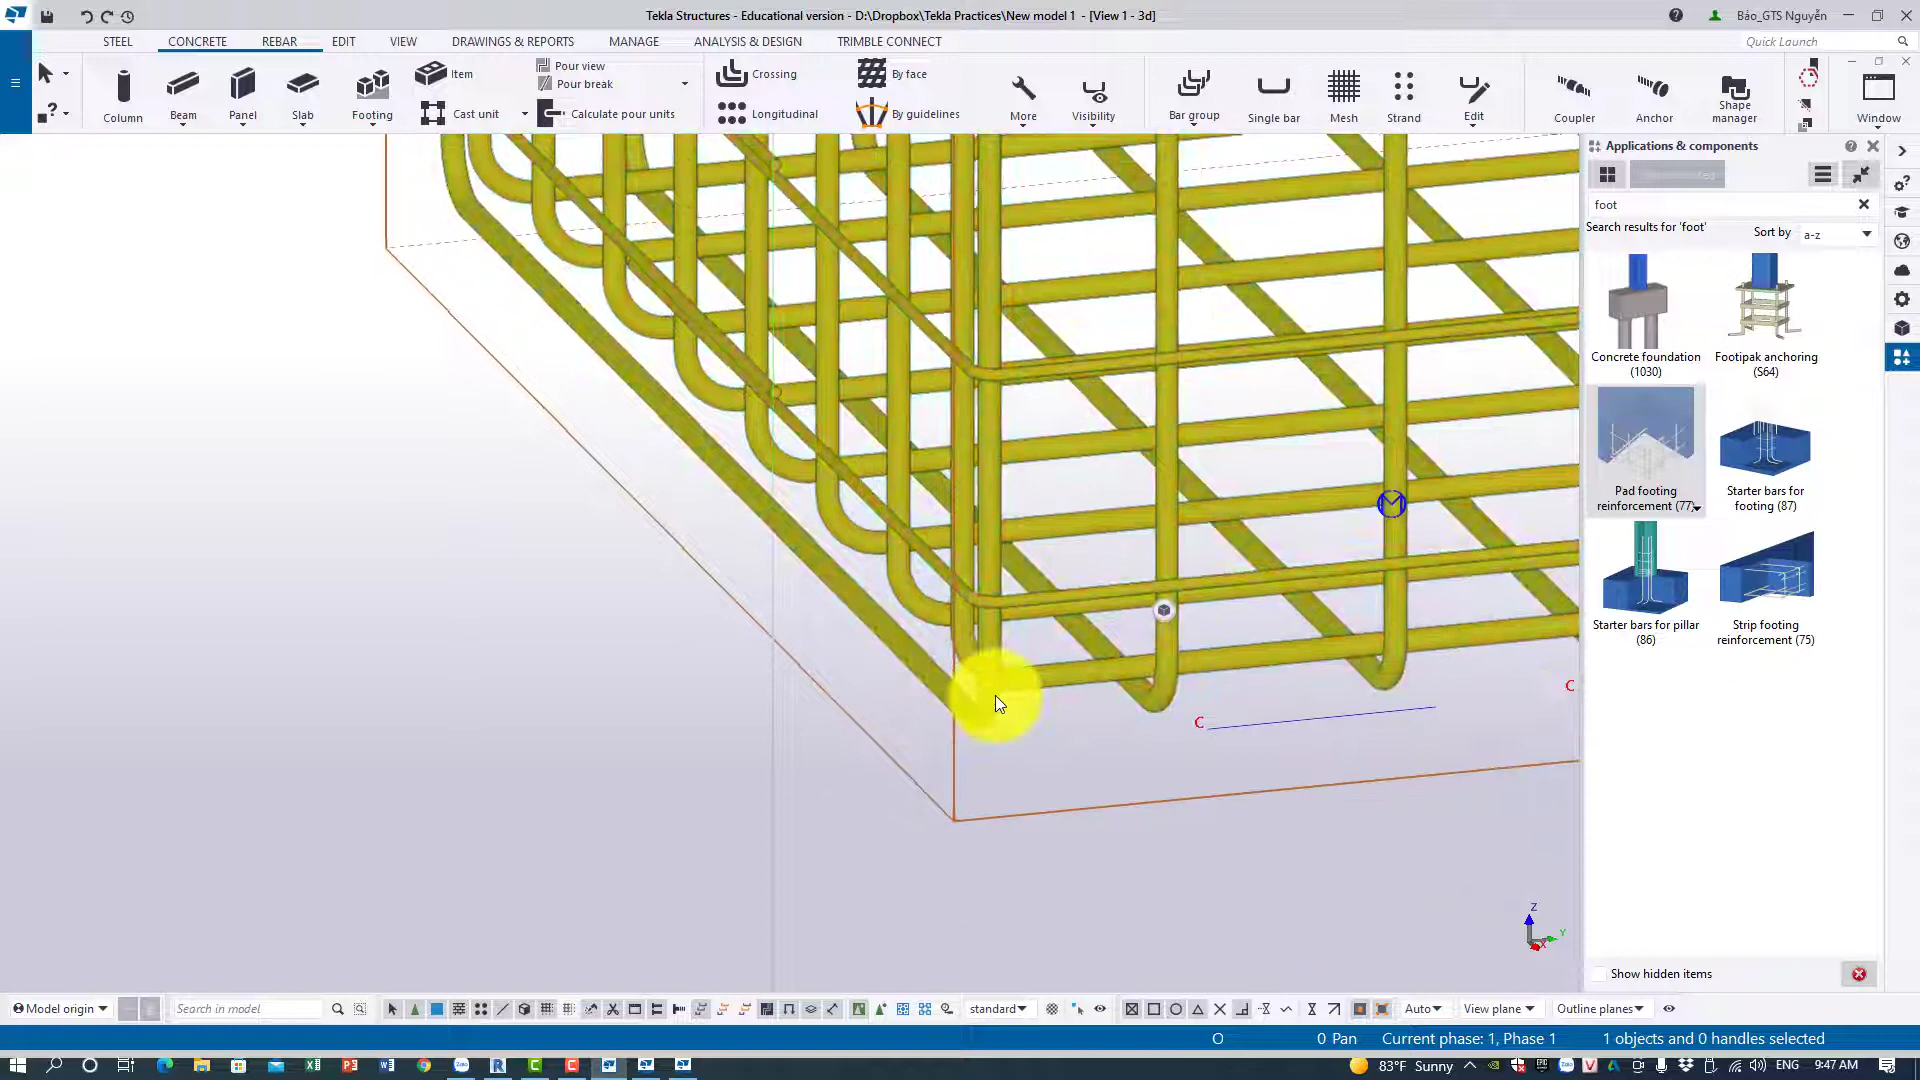 Tekla Structures - Educational version - D:\Dropbox\Tekla Practices\New model 1 - [View 1 - 3d]
Bảo_GTS Nguyễn
STEEL CONCRETE REBAR EDIT VIEW DRAWINGS & REPORTS MANAGE ANALYSIS & DESIGN TRIMBLE CONNECT
Quick Launch
Column
Beam
Panel
Slab
Footing
Item
Cast unit
Pour view
Pour break
Calculate pour units
Crossing
Longitudinal
By face
By guidelines
More
Visibility
Bar group
Single bar
Mesh
Strand
Edit
Coupler
Anchor
Shape
manager
Window
Applications & components
foot
Search results for 'foot'
Sort by
a-z
Concrete foundation
(1030)
Footipak anchoring
(S64)
Pad footing
reinforcement (77)
Starter bars for
footing (87)
Starter bars for pillar
(86)
Strip footing
reinforcement (75)
C
C
Z
Y
X
Show hidden items
Model origin
Search in model
standard
Auto
View plane
Outline planes
O
0 Pan
Current phase: 1, Phase 1
1 objects and 0 handles selected
83°F Sunny
ENG
9:47 AM